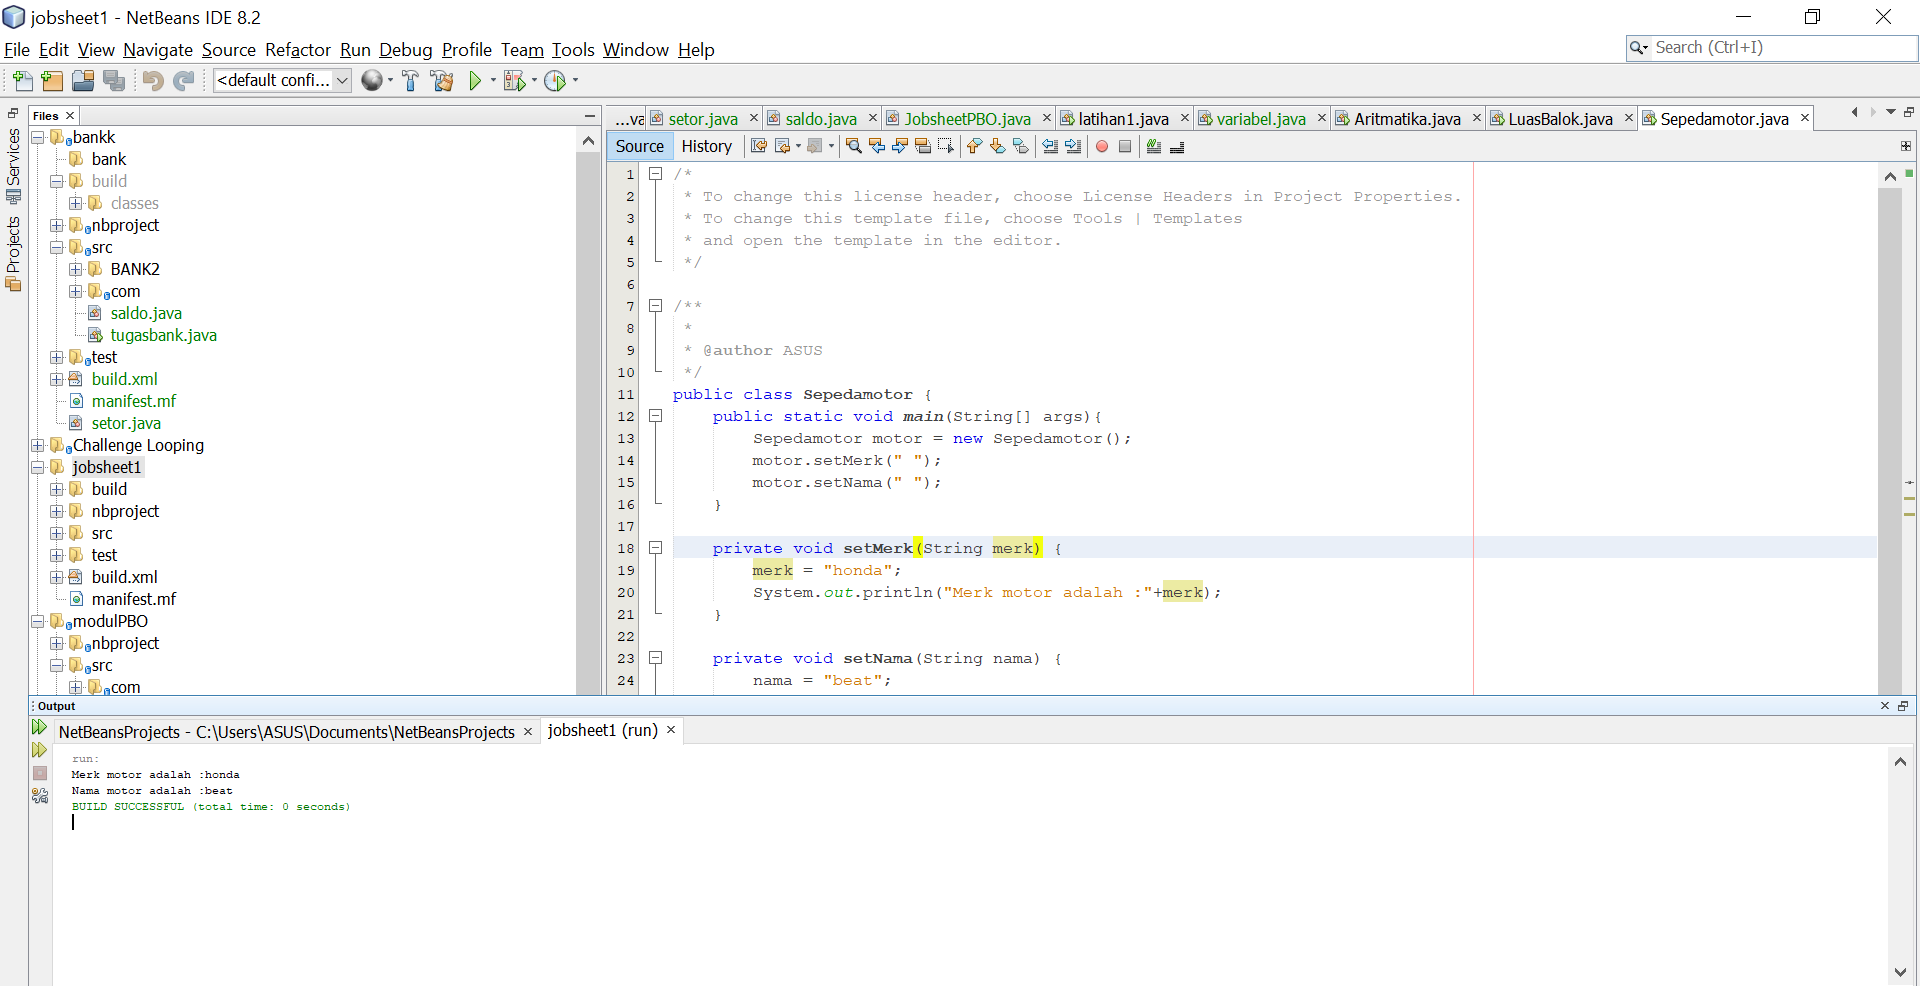 jobsheet1 - NetBeans IDE 8.2
File Edit View Navigate Source Refactor Run Debug Profile Team Tools Window Help
Search (Ctrl+I)
<default confi...
Services
Projects
Files
bankk
bank
build
classes
nbproject
src
BANK2
com
saldo.java
tugasbank.java
test
build.xml
manifest.mf
setor.java
Challenge Looping
jobsheet1
build
nbproject
src
test
build.xml
manifest.mf
modulPBO
nbproject
src
com
...va setor.java saldo.java JobsheetPBO.java latihan1.java variabel.java Aritmatika.java LuasBalok.java Sepedamotor.java
Source History
1 /*
2 * To change this license header, choose License Headers in Project Properties.
3 * To change this template file, choose Tools | Templates
4 * and open the template in the editor.
5 */
6
7 /**
8 *
9 * @author ASUS
10 */
11 public class Sepedamotor {
12 public static void main(String[] args){
13 Sepedamotor motor = new Sepedamotor();
14 motor.setMerk(" ");
15 motor.setNama(" ");
16 }
17
18 private void setMerk(String merk) {
19 merk = "honda";
20 System.out.println("Merk motor adalah :"+merk);
21 }
22
23 private void setNama(String nama) {
24 nama = "beat";
Output
NetBeansProjects - C:\Users\ASUS\Documents\NetBeansProjects jobsheet1 (run)
run:
Merk motor adalah :honda
Nama motor adalah :beat
BUILD SUCCESSFUL (total time: 0 seconds)